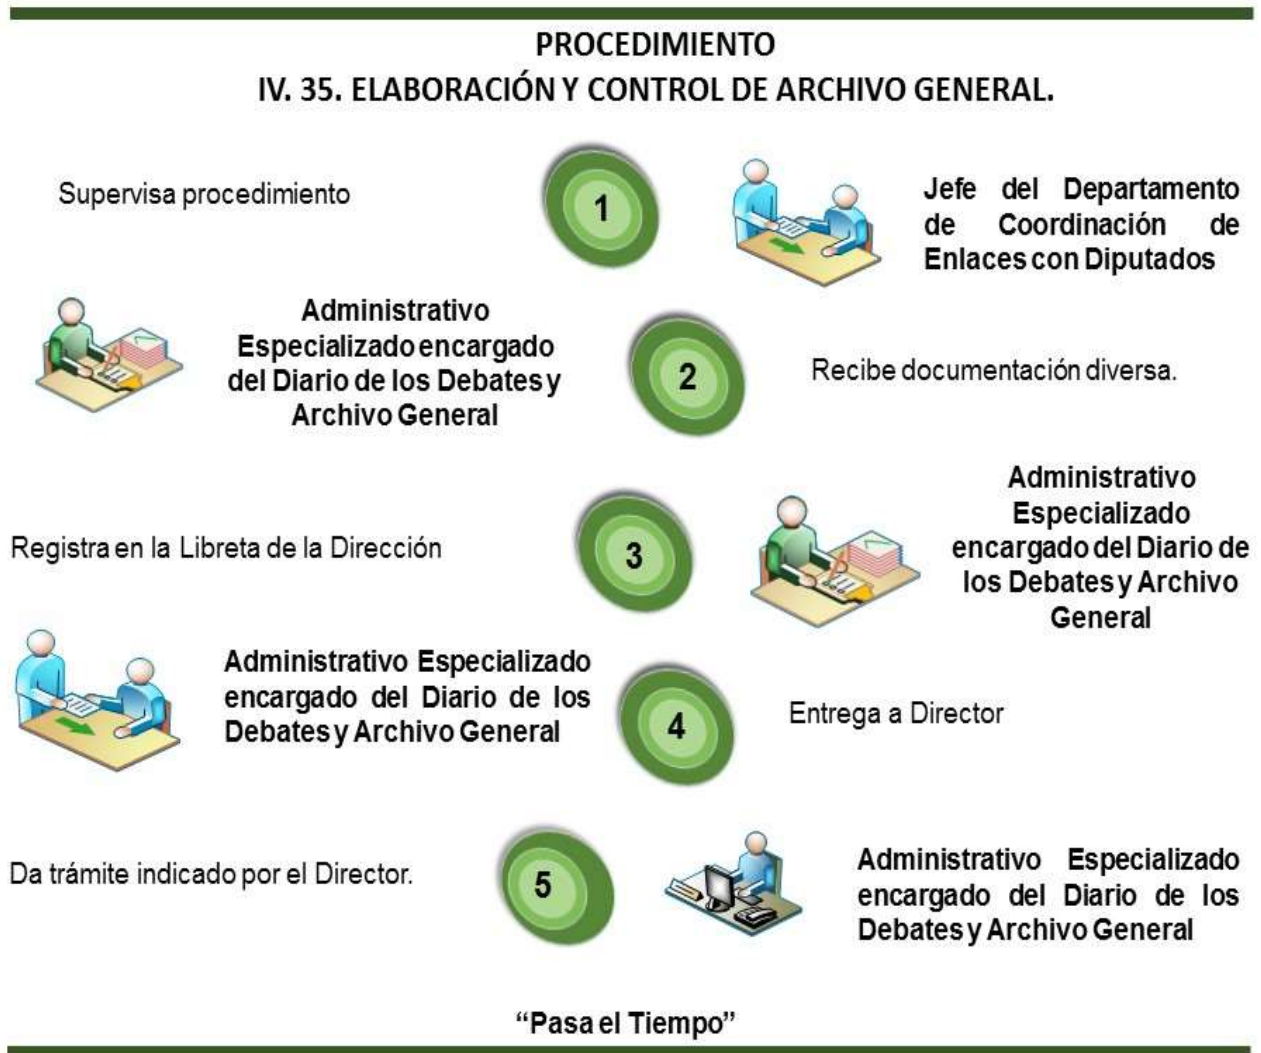 PROCEDIMIENTO
IV. 35. ELABORACIÓN Y CONTROL DE ARCHIVO GENERAL.
Supervisa procedimiento
1
Jefe del Departamento
de Coordinación de
Enlaces con Diputados
Administrativo
Especializado encargado
del Diario de los Debates y
Archivo General
2
Recibe documentación diversa.
Registra en la Libreta de la Dirección
3
Administrativo
Especializado
encargado del Diario de
los Debates y Archivo
General
Administrativo Especializado
encargado del Diario de los
Debates y Archivo General
4
Entrega a Director
Da trámite indicado por el Director.
5
Administrativo Especializado
encargado del Diario de los
Debates y Archivo General
“Pasa el Tiempo”